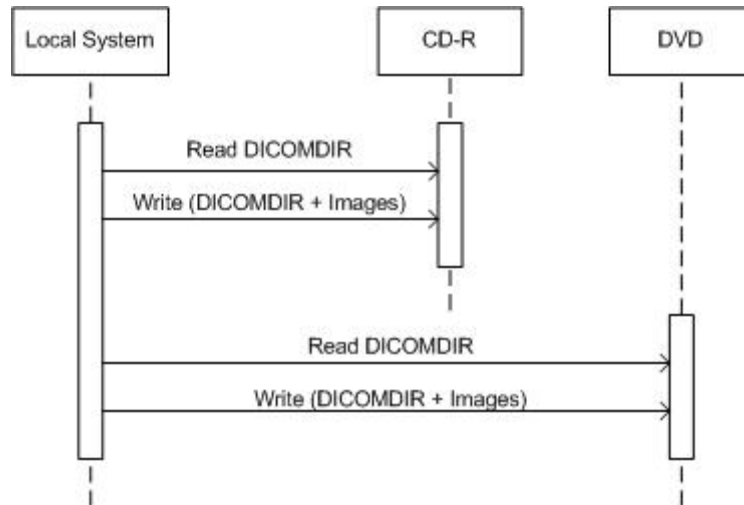 Local System
CD-R
DVD
Read DICOMDIR
Write (DICOMDIR + Images)
Read DICOMDIR
Write (DICOMDIR + Images)